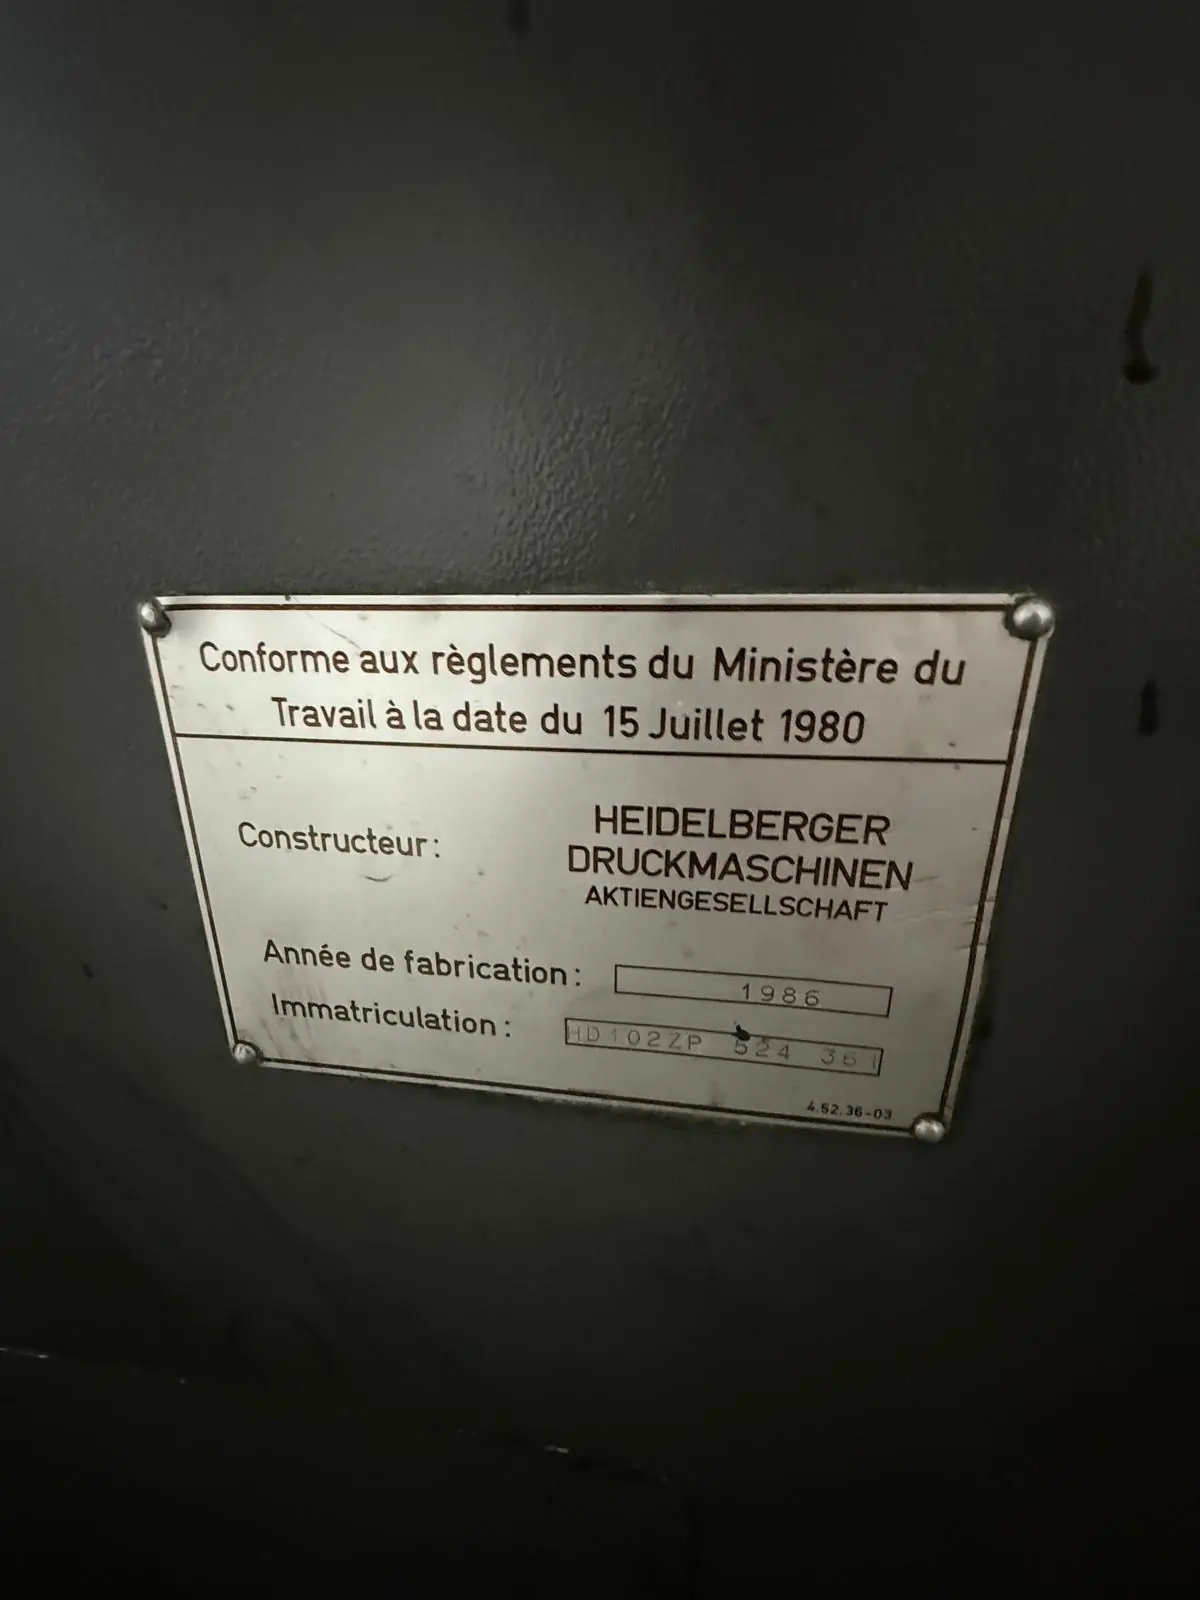 Conforme aux règlements du Ministère du
Travail à la date du 15 Juillet 1980
Constructeur:
HEIDELBERGER
DRUCKMASCHINEN
AKTIENGESELLSCHAFT
Année de fabrication: 1986
Immatriculation: HD102ZP 524 361
4.52.36-03